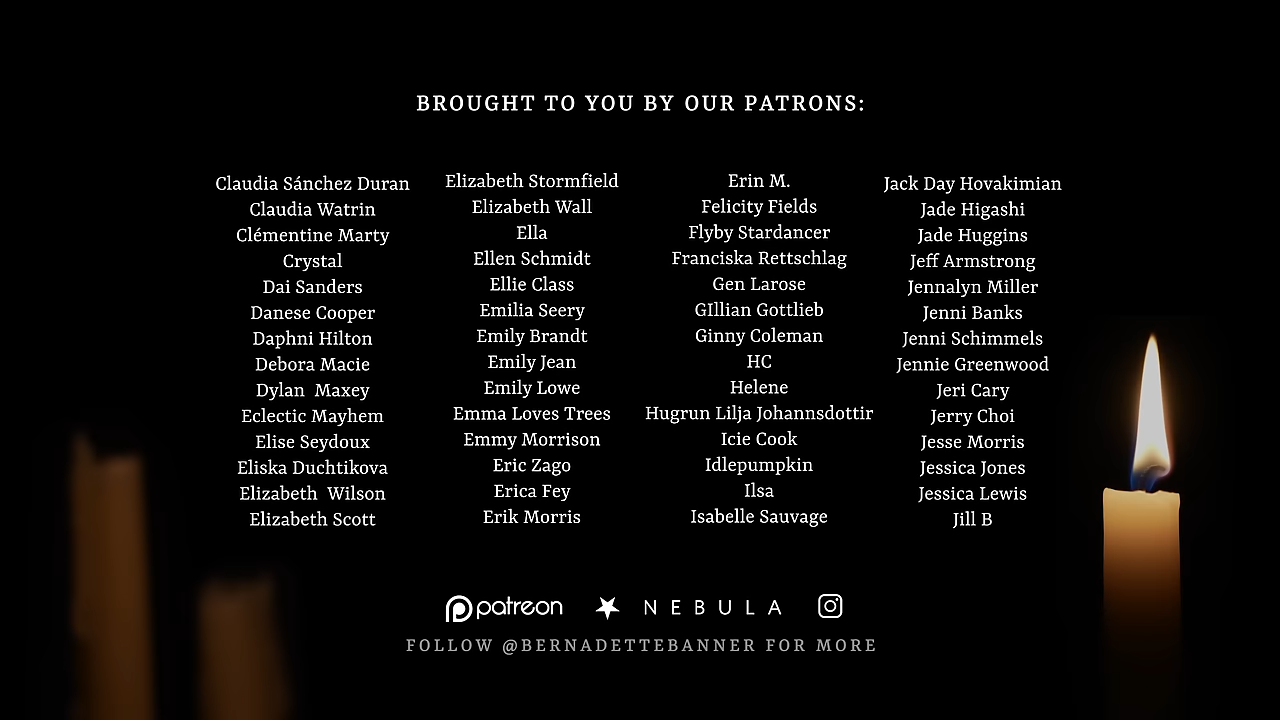 BROUGHT TO YOU BY OUR PATRONS:
Claudia Sánchez Duran
Claudia Watrin
Clémentine Marty
Crystal
Dai Sanders
Danese Cooper
Daphni Hilton
Debora Macie
Dylan  Maxey
Eclectic Mayhem
Elise Seydoux
Eliska Duchtikova
Elizabeth  Wilson
Elizabeth Scott
Elizabeth Stormfield
Elizabeth Wall
Ella
Ellen Schmidt
Ellie Class
Emilia Seery
Emily Brandt
Emily Jean
Emily Lowe
Emma Loves Trees
Emmy Morrison
Eric Zago
Erica Fey
Erik Morris
Erin M.
Felicity Fields
Flyby Stardancer
Franciska Rettschlag
Gen Larose
GIllian Gottlieb
Ginny Coleman
HC
Helene
Hugrun Lilja Johannsdottir
Icie Cook
Idlepumpkin
Ilsa
Isabelle Sauvage
Jack Day Hovakimian
Jade Higashi
Jade Huggins
Jeff Armstrong
Jennalyn Miller
Jenni Banks
Jenni Schimmels
Jennie Greenwood
Jeri Cary
Jerry Choi
Jesse Morris
Jessica Jones
Jessica Lewis
Jill B
patreon NEBULA
FOLLOW @BERNADETTEBANNER FOR MORE